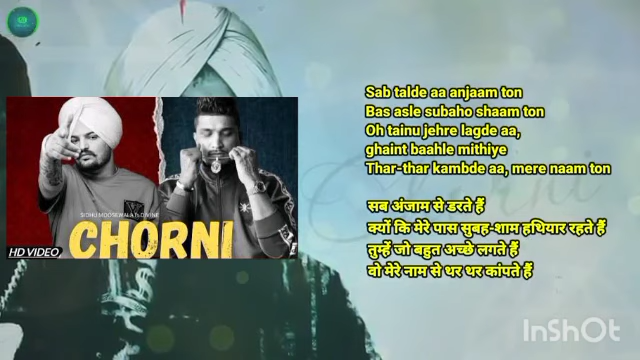 Sab talde aa anjaam ton
Bas asle subaho shaam ton
Oh tainu jehre lagde aa,
ghaint baahle mithiye
Thar-thar kambde aa, mere naam ton
सब अंजाम से डरते हैं
क्यों कि मेरे पास सुबह-शाम हथियार रहते हैं
तुम्हें जो बहुत अच्छे लगते हैं
वो मेरे नाम से थर थर कांपते हैं
SIDHU MOOSEWALA ft. DIVINE
CHORNI
HD VIDEO
Chorni
InShOt